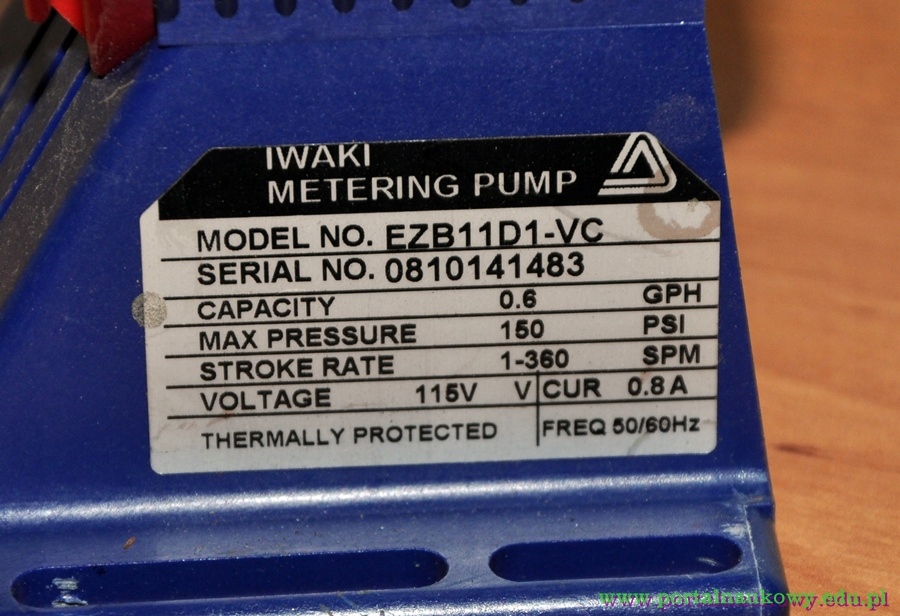 IWAKI
METERING PUMP
MODEL NO. EZB11D1-VC
SERIAL NO. 0810141483
CAPACITY 0.6 GPH
MAX PRESSURE 150 PSI
STROKE RATE 1-360 SPM
VOLTAGE 115V V CUR 0.8 A
THERMALLY PROTECTED FREQ 50/60Hz
www.portalnaukowy.edu.pl